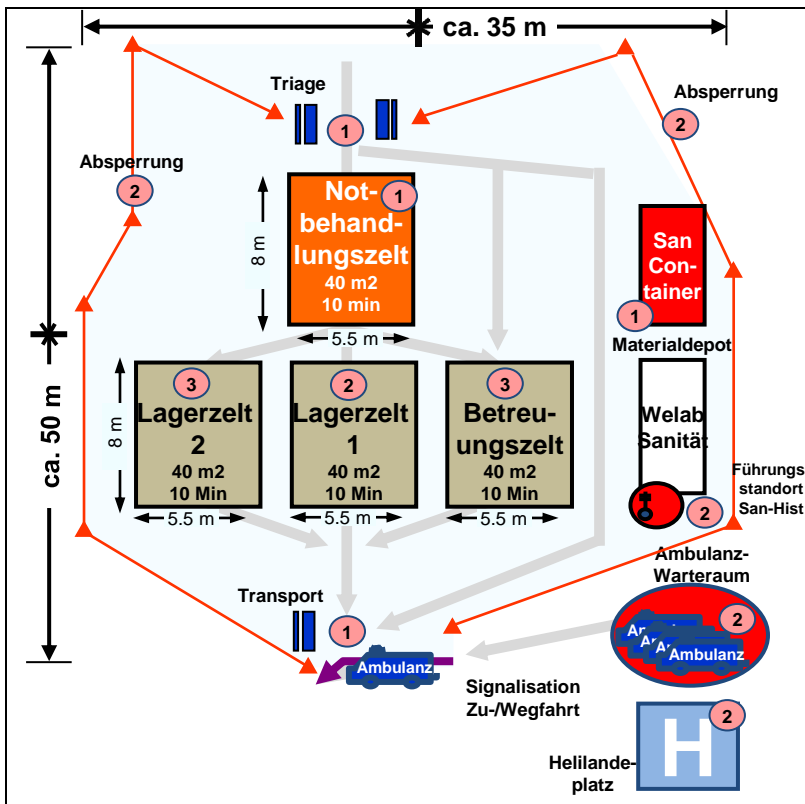 ca. 35 m
Triage
1
Absperrung
2
Absperrung
2
Not-
behand-
lungszelt
40 m2
10 min
1
8 m
5.5 m
San
Con-
tainer
1
Materialdepot
3
Lagerzelt
2
40 m2
10 Min
8 m
5.5 m
2
Lagerzelt
1
40 m2
10 Min
5.5 m
3
Betreu-
ungszelt
40 m2
10 Min
5.5 m
Welab
Sanität
Führungs
standort
San-Hist
2
ca. 50 m
Transport
1
Ambulanz
Ambulanz-
Warteraum
2
Am
Am
Am
Ambulanz
Signalisation
Zu-/Wegfahrt
H
2
Helilande-
platz